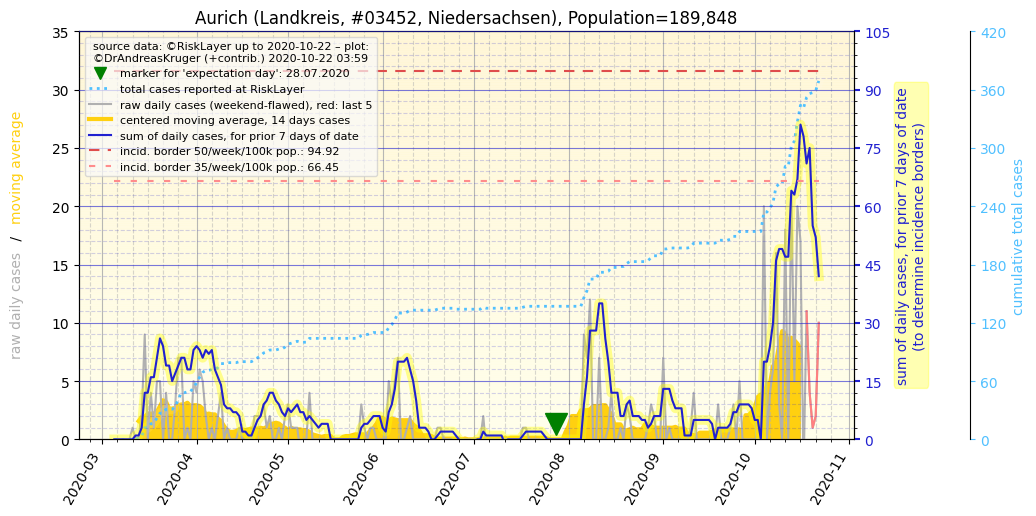 Aurich (Landkreis, #03452, Niedersachsen), Population=189,848
source data: ©RiskLayer up to 2020-10-22 – plot:
©DrAndreasKruger (+contrib.) 2020-10-22 03:59
marker for 'expectation day': 28.07.2020
total cases reported at RiskLayer
raw daily cases (weekend-flawed), red: last 5
centered moving average, 14 days cases
sum of daily cases, for prior 7 days of date
incid. border 50/week/100k pop.: 94.92
incid. border 35/week/100k pop.: 66.45
raw daily cases / moving average
35
30
25
20
15
10
5
0
2020-03
2020-04
2020-05
2020-06
2020-07
2020-08
2020-09
2020-10
2020-11
105
90
75
60
45
30
15
0
sum of daily cases, for prior 7 days of date
(to determine incidence borders)
420
360
300
240
180
120
60
0
cumulative total cases